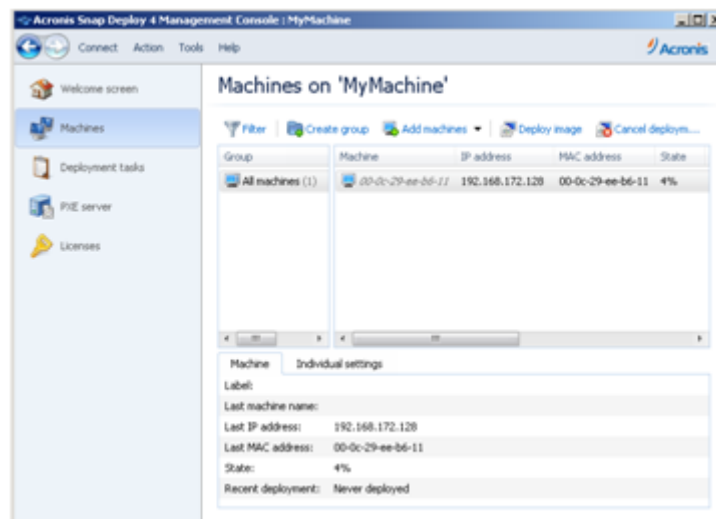 Acronis Snap Deploy 4 Management Console : MyMachine
Connect Action Tools Help
Acronis
Welcome screen
Machines
Deployment tasks
PXE server
Licenses
Machines on 'MyMachine'
Filter Create group Add machines Deploy image Cancel deploym...
Group Machine IP address MAC address State
All machines (1) 00-0c-29-ee-b6-11 192.168.172.128 00-0c-29-ee-b6-11 4%
Machine Individual settings
Label:
Last machine name:
Last IP address: 192.168.172.128
Last MAC address: 00-0c-29-ee-b6-11
State: 4%
Recent deployment: Never deployed